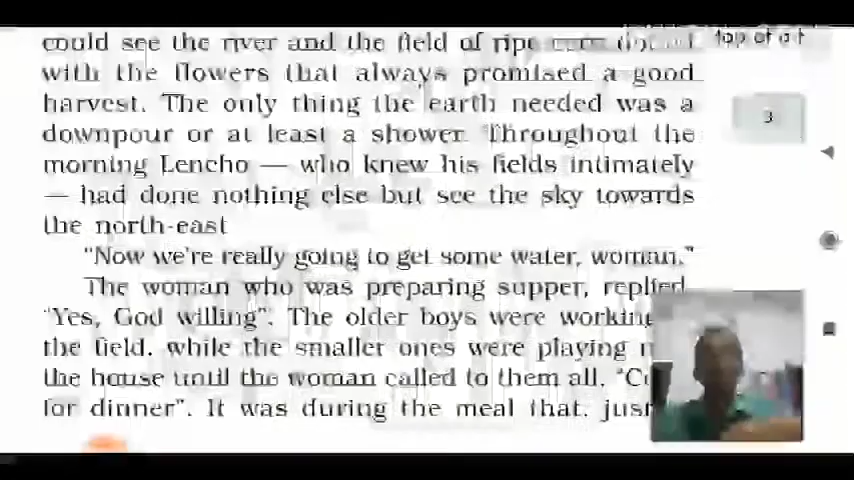 could see the river and the field of ripe corn dotted
top of a
with the flowers that always promised a good
harvest. The only thing the earth needed was a
3
downpour or at least a shower. Throughout the
morning Lencho — who knew his fields intimately
— had done nothing else but see the sky towards
the north-east
“Now we're really going to get some water, woman.”
The woman who was preparing supper, replied
“Yes, God willing”. The older boys were working
the field, while the smaller ones were playing
the house until the woman called to them all,
for dinner”. It was during the meal that,